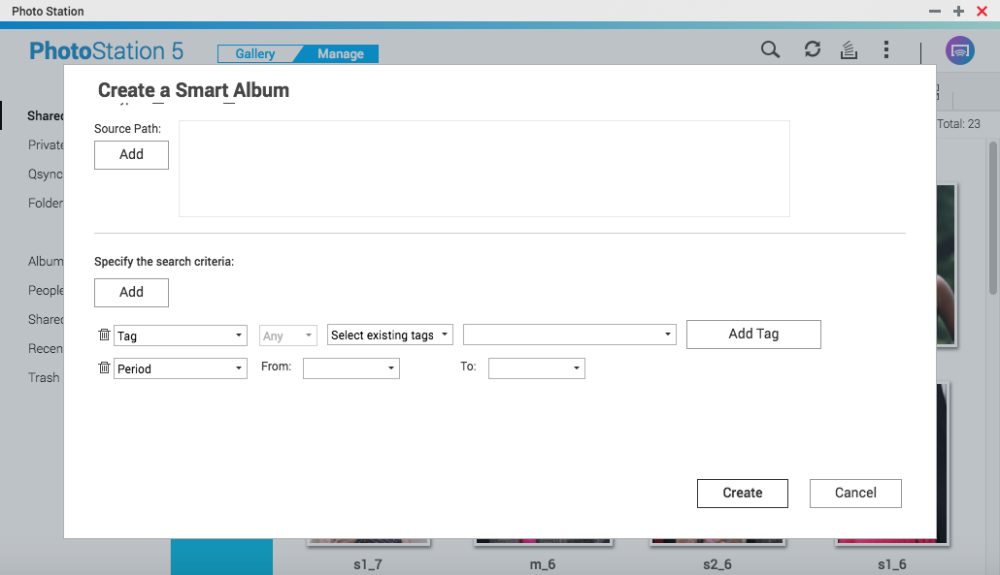 Photo Station
PhotoStation 5
Gallery
Manage
Create a Smart Album
Total: 23
Shared
Source Path:
Add
Private
Qsync
Folder
Specify the search criteria:
Album
Add
People
Shared
Tag
Any
Select existing tags
Add Tag
Recen
Period
From:
To:
Trash
Create
Cancel
s1_7
m_6
s2_6
s1_6